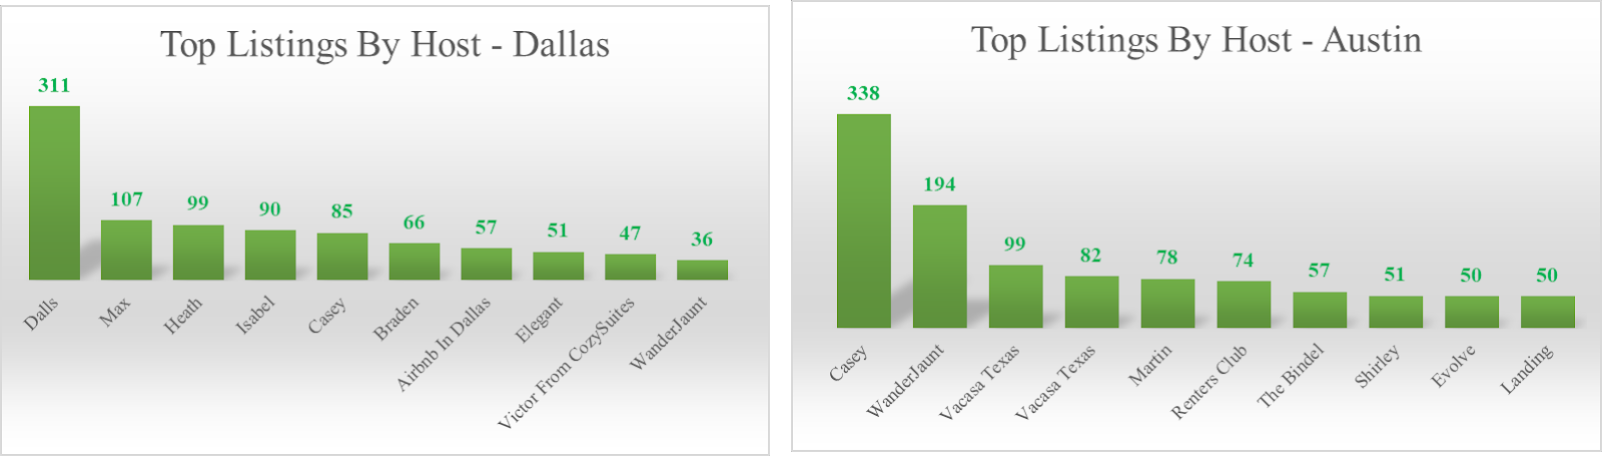 Top Listings By Host - Dallas
311
107
99
90
85
66
57
51
47
36
Dalls
Max
Heath
Isabel
Casey
Braden
Airbnb In Dallas
Elegant
Victor From CozySuites
WanderJaunt
Top Listings By Host - Austin
338
194
99
82
78
74
57
51
50
50
Casey
WanderJaunt
Vacasa Texas
Vacasa Texas
Martin
Renters Club
The Bindel
Shirley
Evolve
Landing